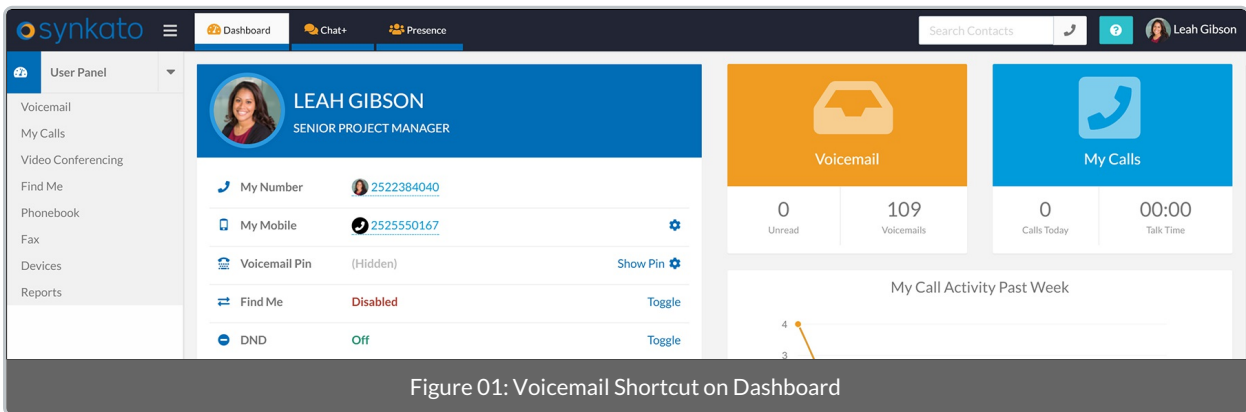 synkato
Dashboard
Chat+
Presence
Search Contacts
?
Leah Gibson
User Panel
Voicemail
My Calls
Video Conferencing
Find Me
Phonebook
Fax
Devices
Reports
LEAH GIBSON
SENIOR PROJECT MANAGER
My Number 2522384040
My Mobile 2525550167
Voicemail Pin (Hidden) Show Pin
Find Me Disabled Toggle
DND Off Toggle
Voicemail
0 109
Unread Voicemails
My Calls
0 00:00
Calls Today Talk Time
My Call Activity Past Week
4
3
Figure 01: Voicemail Shortcut on Dashboard